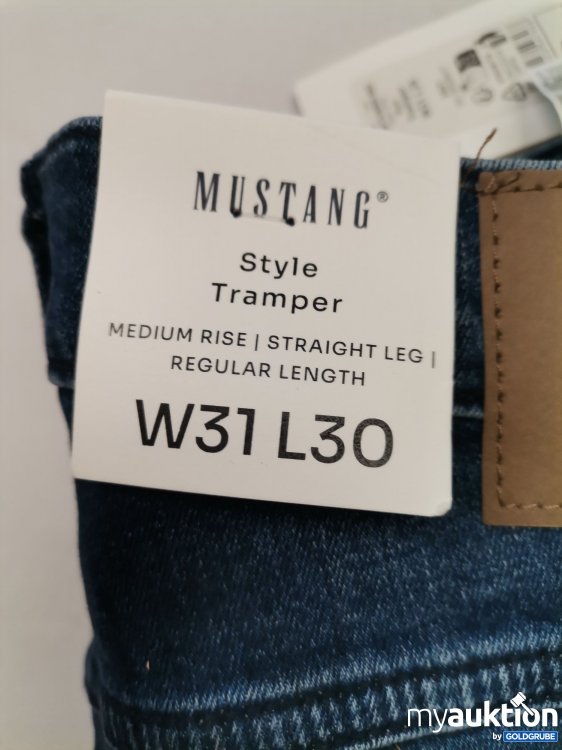 MUSTANG®
Style
Tramper
MEDIUM RISE | STRAIGHT LEG |
REGULAR LENGTH
W31 L30
myauktion
by GOLDGRUBE